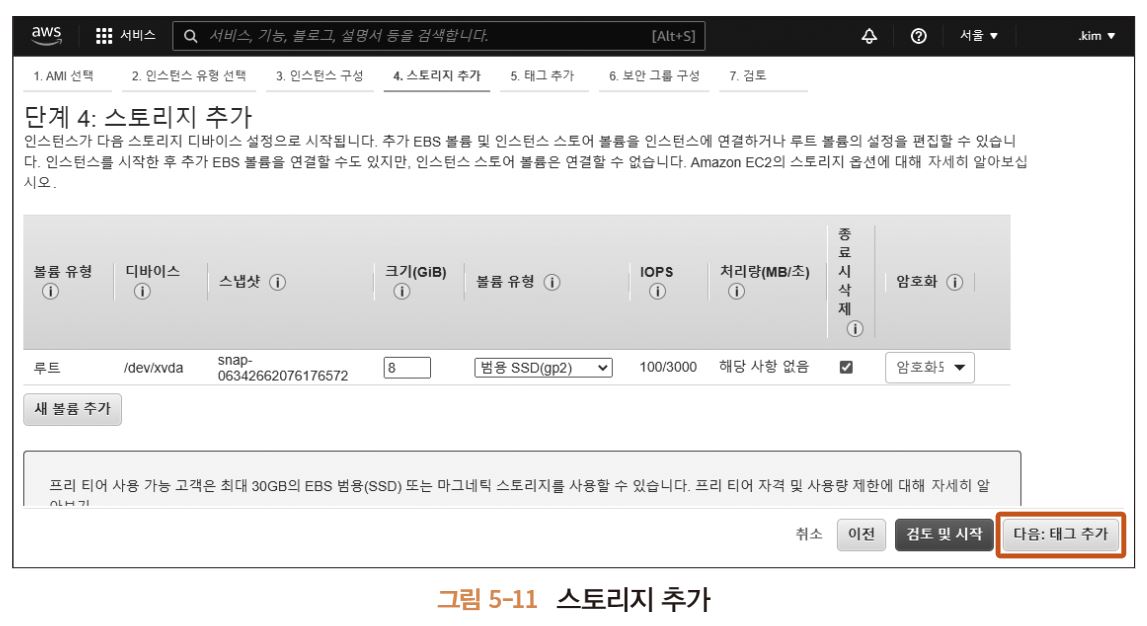 aws 서비스 서비스, 기능, 블로그, 설명서 등을 검색합니다. [Alt+S] 서울 ▼ .kim ▼
1. AMI 선택 2. 인스턴스 유형 선택 3. 인스턴스 구성 4. 스토리지 추가 5. 태그 추가 6. 보안 그룹 구성 7. 검토
단계 4: 스토리지 추가
인스턴스가 다음 스토리지 디바이스 설정으로 시작됩니다. 추가 EBS 볼륨 및 인스턴스 스토어 볼륨을 인스턴스에 연결하거나 루트 볼륨의 설정을 편집할 수 있습니
다. 인스턴스를 시작한 후 추가 EBS 볼륨을 연결할 수도 있지만, 인스턴스 스토어 볼륨은 연결할 수 없습니다. Amazon EC2의 스토리지 옵션에 대해 자세히 알아보십
시오.
볼륨 유형 디바이스 스냅샷 크기(GiB) 볼륨 유형 IOPS 처리량(MB/초) 종료 시 삭제 암호화
루트 /dev/xvda snap-06342662076176572 8 범용 SSD(gp2) 100/3000 해당 사항 없음 암호화
새 볼륨 추가
프리 티어 사용 가능 고객은 최대 30GB의 EBS 범용(SSD) 또는 마그네틱 스토리지를 사용할 수 있습니다. 프리 티어 자격 및 사용량 제한에 대해 자세히 알
아보기
취소 이전 검토 및 시작 다음: 태그 추가
그림 5-11 스토리지 추가